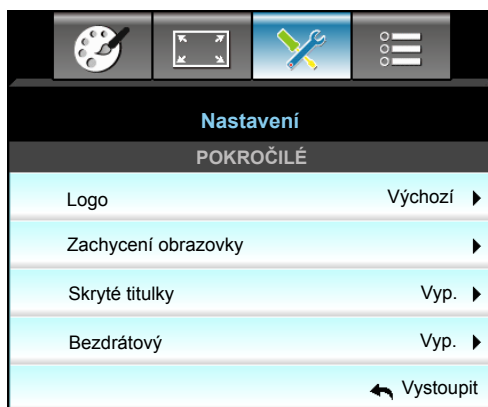 Nastavení
POKROČILÉ
Logo Výchozí
Zachycení obrazovky
Skryté titulky Vyp.
Bezdrátový Vyp.
Vystoupit